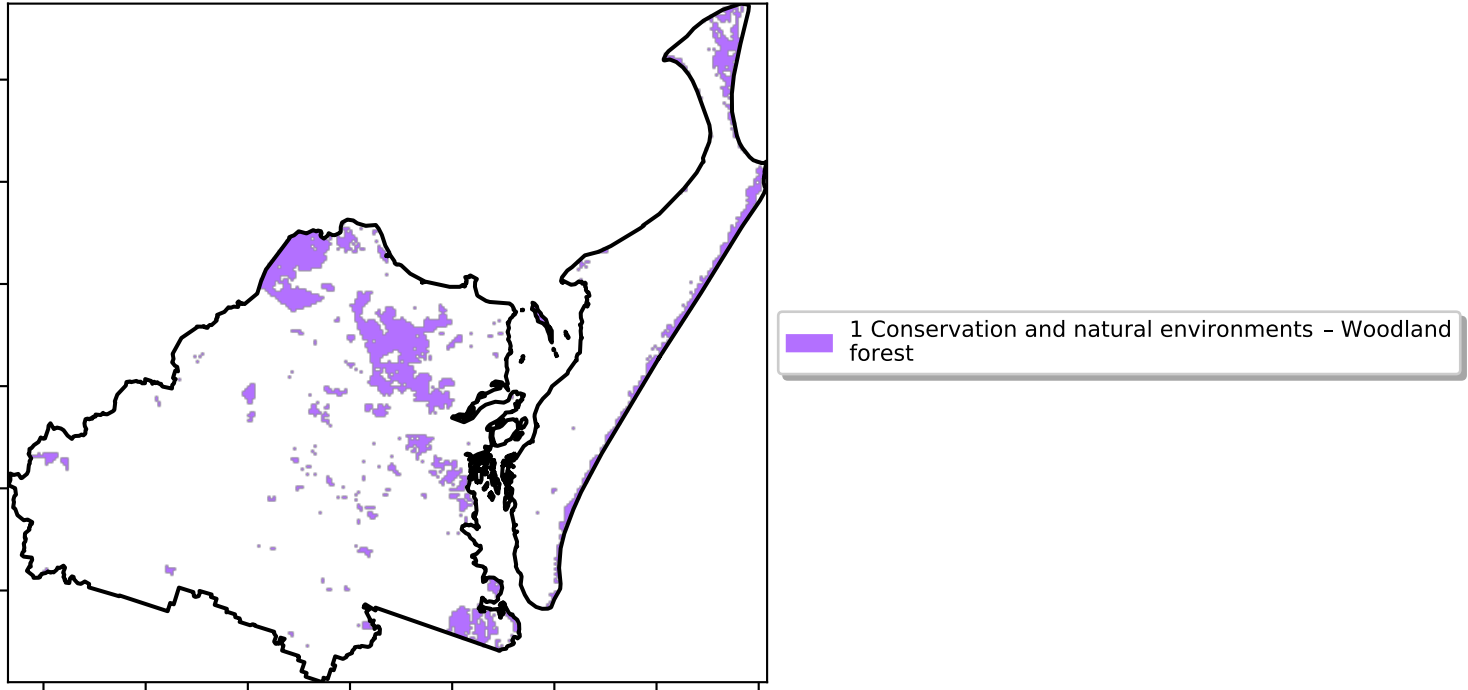 1 Conservation and natural environments – Woodland
forest